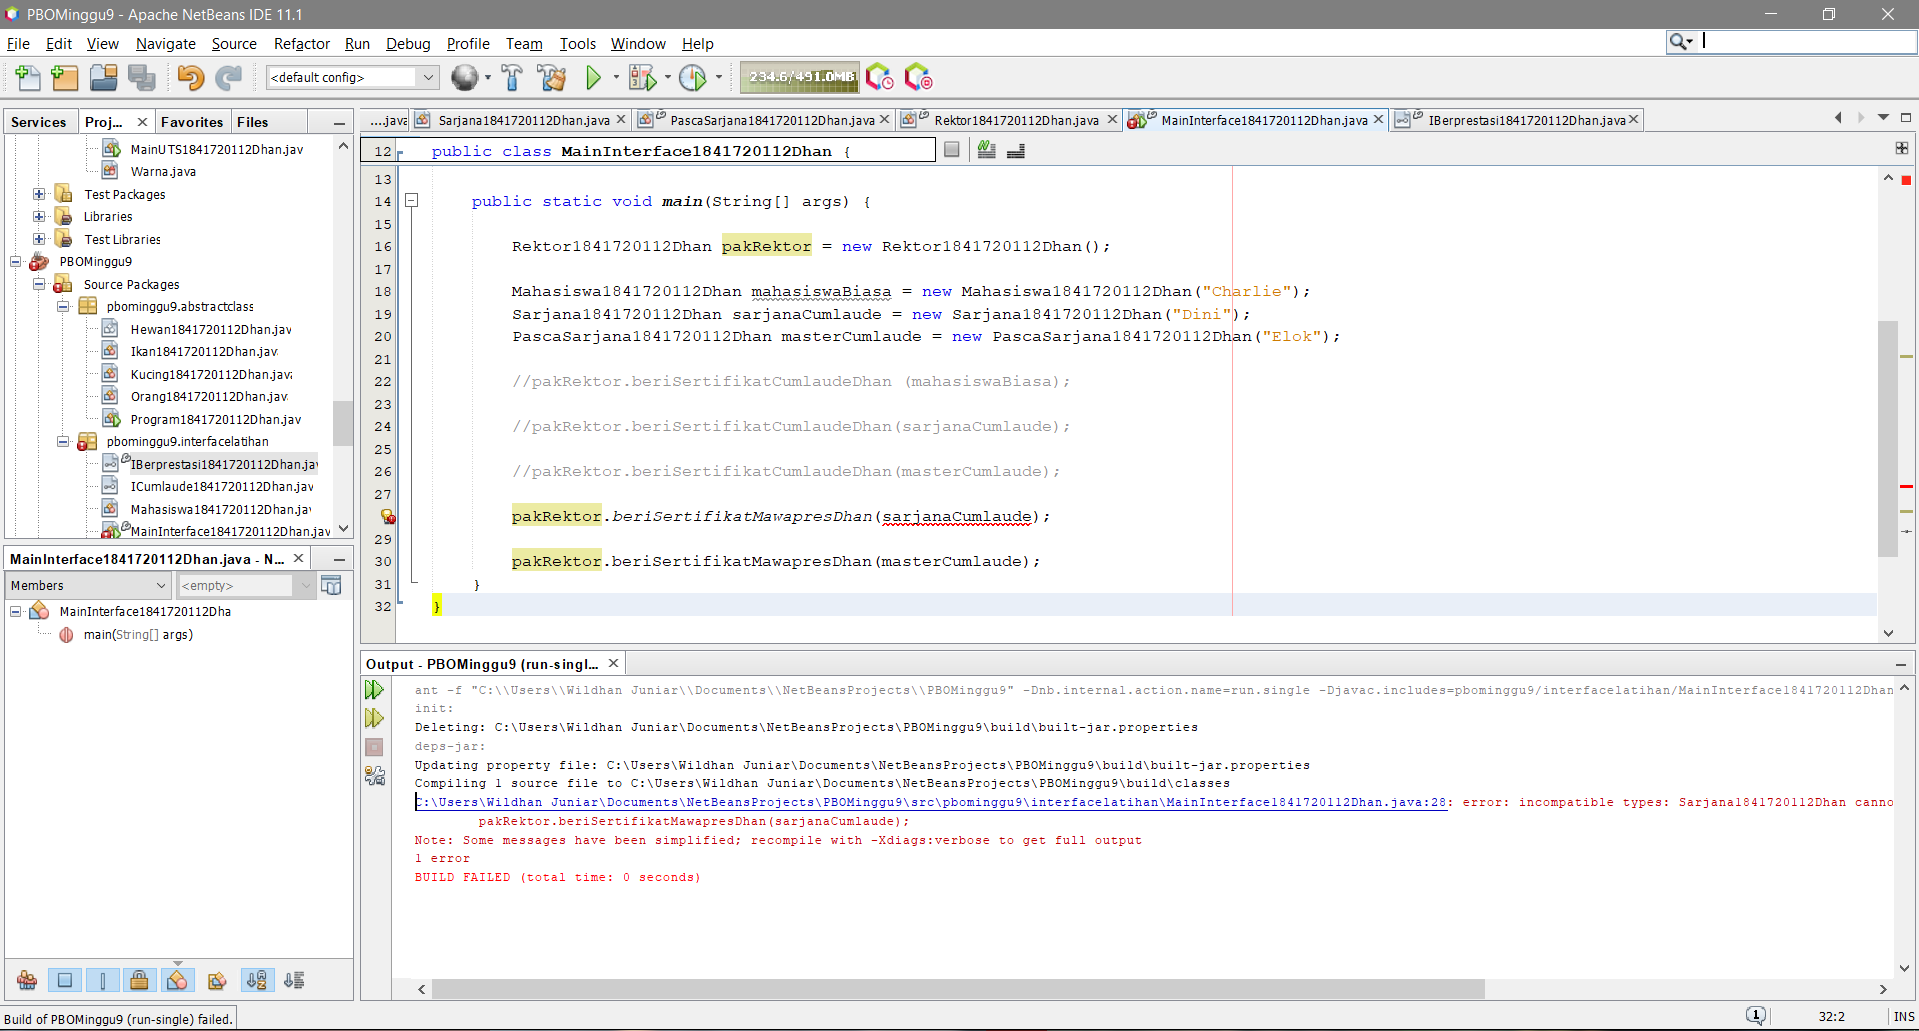 PBOMinggu9 - Apache NetBeans IDE 11.1
File Edit View Navigate Source Refactor Run Debug Profile Team Tools Window Help
<default config>
234.6/491.0MB
Services Proj... Favorites Files
MainUTS1841720112Dhan.jav
Warna.java
Test Packages
Libraries
Test Libraries
PBOMinggu9
Source Packages
pbominggu9.abstractclass
Hewan1841720112Dhan.jav
Ikan1841720112Dhan.jav
Kucing1841720112Dhan.java
Orang1841720112Dhan.jav
Program1841720112Dhan.jav
pbominggu9.interfacelatihan
IBerprestasi1841720112Dhan.jav
ICumlaude1841720112Dhan.jav
Mahasiswa1841720112Dhan.jav
MainInterface1841720112Dhan.jav
MainInterface1841720112Dhan.java - N...
Members
<empty>
MainInterface1841720112Dha
main(String[] args)
....java Sarjana1841720112Dhan.java PascaSarjana1841720112Dhan.java Rektor1841720112Dhan.java MainInterface1841720112Dhan.java IBerprestasi1841720112Dhan.java
12 public class MainInterface1841720112Dhan {
13
14 public static void main(String[] args) {
15
16 Rektor1841720112Dhan pakRektor = new Rektor1841720112Dhan();
17
18 Mahasiswa1841720112Dhan mahasiswaBiasa = new Mahasiswa1841720112Dhan("Charlie");
19 Sarjana1841720112Dhan sarjanaCumlaude = new Sarjana1841720112Dhan("Dini");
20 PascaSarjana1841720112Dhan masterCumlaude = new PascaSarjana1841720112Dhan("Elok");
21
22 //pakRektor.beriSertifikatCumlaudeDhan (mahasiswaBiasa);
23
24 //pakRektor.beriSertifikatCumlaudeDhan(sarjanaCumlaude);
25
26 //pakRektor.beriSertifikatCumlaudeDhan(masterCumlaude);
27
pakRektor.beriSertifikatMawapresDhan(sarjanaCumlaude);
29
30 pakRektor.beriSertifikatMawapresDhan(masterCumlaude);
31 }
32 }
Output - PBOMinggu9 (run-singl...
ant -f "C:\\Users\\Wildhan Juniar\\Documents\\NetBeansProjects\\PBOMinggu9" -Dnb.internal.action.name=run.single -Djavac.includes=pbominggu9/interfacelatihan/MainInterface1841720112Dhan
init:
Deleting: C:\Users\Wildhan Juniar\Documents\NetBeansProjects\PBOMinggu9\build\built-jar.properties
deps-jar:
Updating property file: C:\Users\Wildhan Juniar\Documents\NetBeansProjects\PBOMinggu9\build\built-jar.properties
Compiling 1 source file to C:\Users\Wildhan Juniar\Documents\NetBeansProjects\PBOMinggu9\build\classes
C:\Users\Wildhan Juniar\Documents\NetBeansProjects\PBOMinggu9\src\pbominggu9\interfacelatihan\MainInterface1841720112Dhan.java:28: error: incompatible types: Sarjana1841720112Dhan canno
pakRektor.beriSertifikatMawapresDhan(sarjanaCumlaude);
Note: Some messages have been simplified; recompile with -Xdiags:verbose to get full output
1 error
BUILD FAILED (total time: 0 seconds)
Build of PBOMinggu9 (run-single) failed.
1
32:2
INS